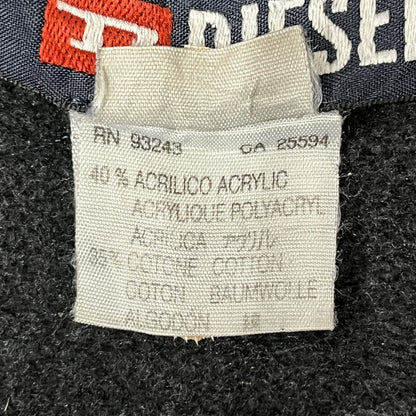 DIESEL
RN 93243 CA 25594
40 % ACRILICO ACRYLIC
ACRYLIQUE POLYACRYL
ACRILICA アクリル
35% COTONE COTTON
COTON BAUMWOLLE
ALGODON 綿